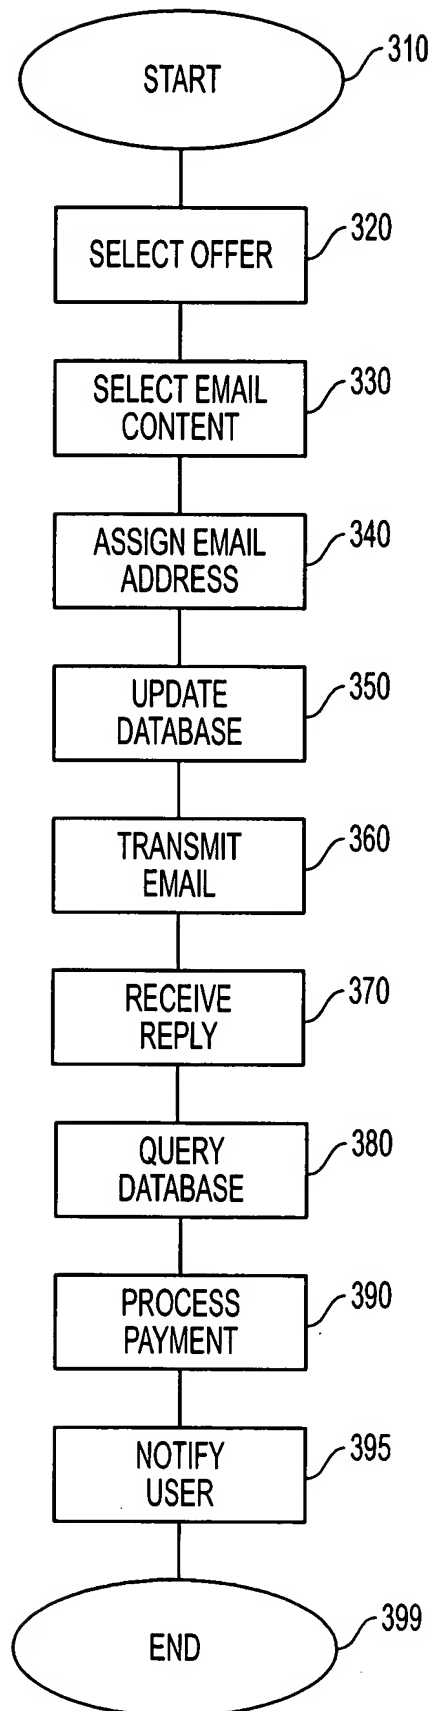 START
310
SELECT OFFER
320
SELECT EMAIL
CONTENT
330
ASSIGN EMAIL
ADDRESS
340
UPDATE
DATABASE
350
TRANSMIT
EMAIL
360
RECEIVE
REPLY
370
QUERY
DATABASE
380
PROCESS
PAYMENT
390
NOTIFY
USER
395
END
399